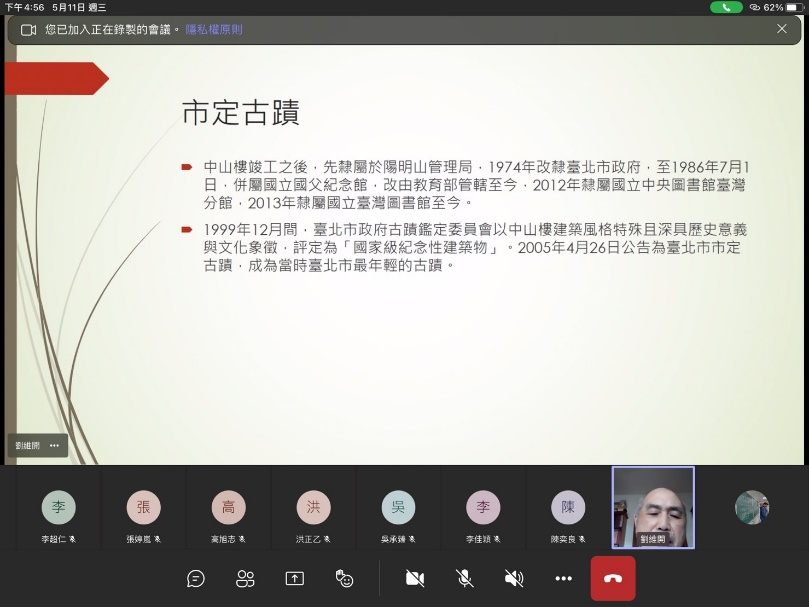 下午4:56 5月11日 週三
62%
您已加入正在錄製的會議。 隱私權原則
市定古蹟
中山樓竣工之後，先隸屬於陽明山管理局，1974年改隸臺北市政府，至1986年7月1
日，併屬國立國父紀念館，改由教育部管轄至今，2012年隸屬國立中央圖書館臺灣
分館，2013年隸屬國立臺灣圖書館至今。
1999年12月間，臺北市政府古蹟鑑定委員會以中山樓建築風格特殊且深具歷史意義
與文化象徵，評定為「國家級紀念性建築物」。2005年4月26日公告為臺北市市定
古蹟，成為當時臺北市最年輕的古蹟。
劉維開
李 張 高 洪 吳 李 陳
李超仁 張婷嵐 高旭志 洪正乙 吳承臻 李佳穎 陳奕良 劉維開